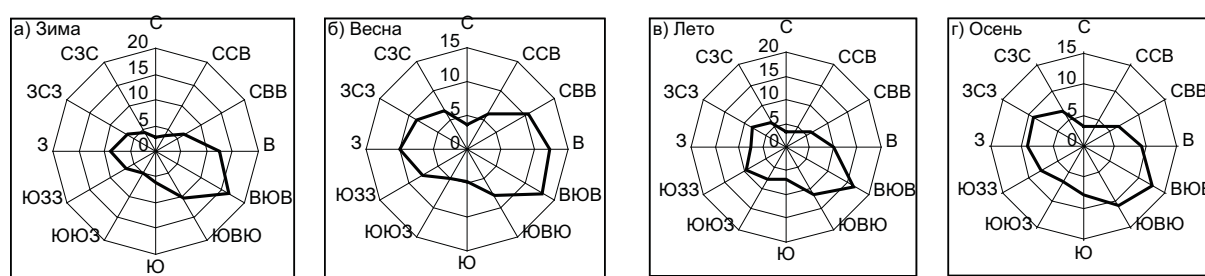 а) Зима
С
ССВ
СВВ
В
ВЮВ
ЮВЮ
Ю
ЮЮЗ
ЮЗЗ
З
ЗСЗ
СЗС
20
15
10
5
0
б) Весна
С
ССВ
СВВ
В
ВЮВ
ЮВЮ
Ю
ЮЮЗ
ЮЗЗ
З
ЗСЗ
СЗС
15
10
5
0
в) Лето
С
ССВ
СВВ
В
ВЮВ
ЮВЮ
Ю
ЮЮЗ
ЮЗЗ
З
ЗСЗ
СЗС
20
15
10
5
0
г) Осень
С
ССВ
СВВ
В
ВЮВ
ЮВЮ
Ю
ЮЮЗ
ЮЗЗ
З
ЗСЗ
СЗС
15
10
5
0